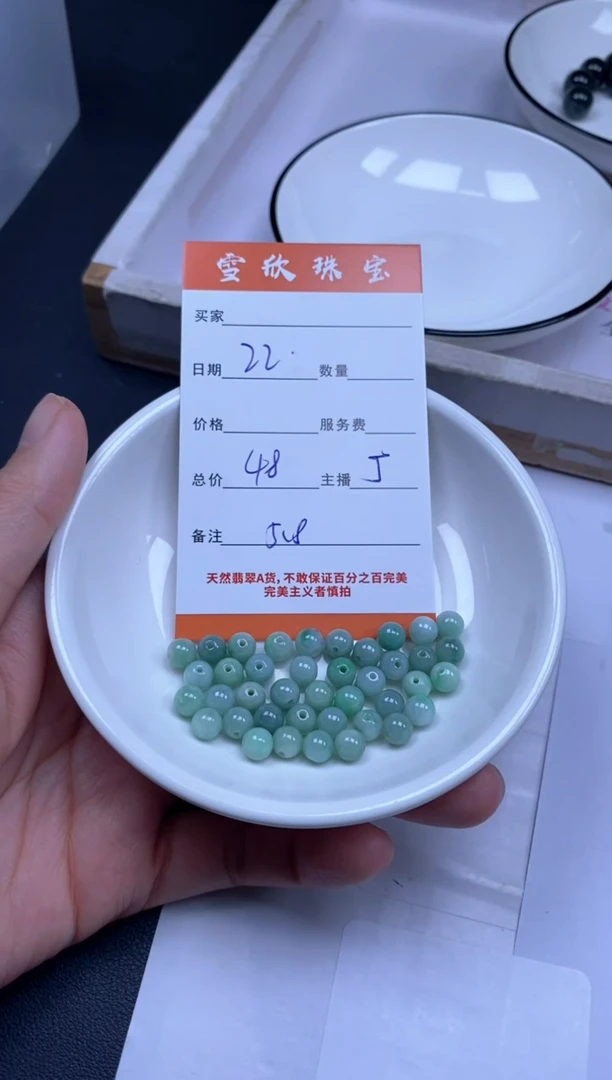 雪欣珠宝
买家
日期 22. 数量
价格 服务费
总价 48 主播 J
备注 58
天然翡翠A货，不敢保证百分之百完美
完美主义者慎拍